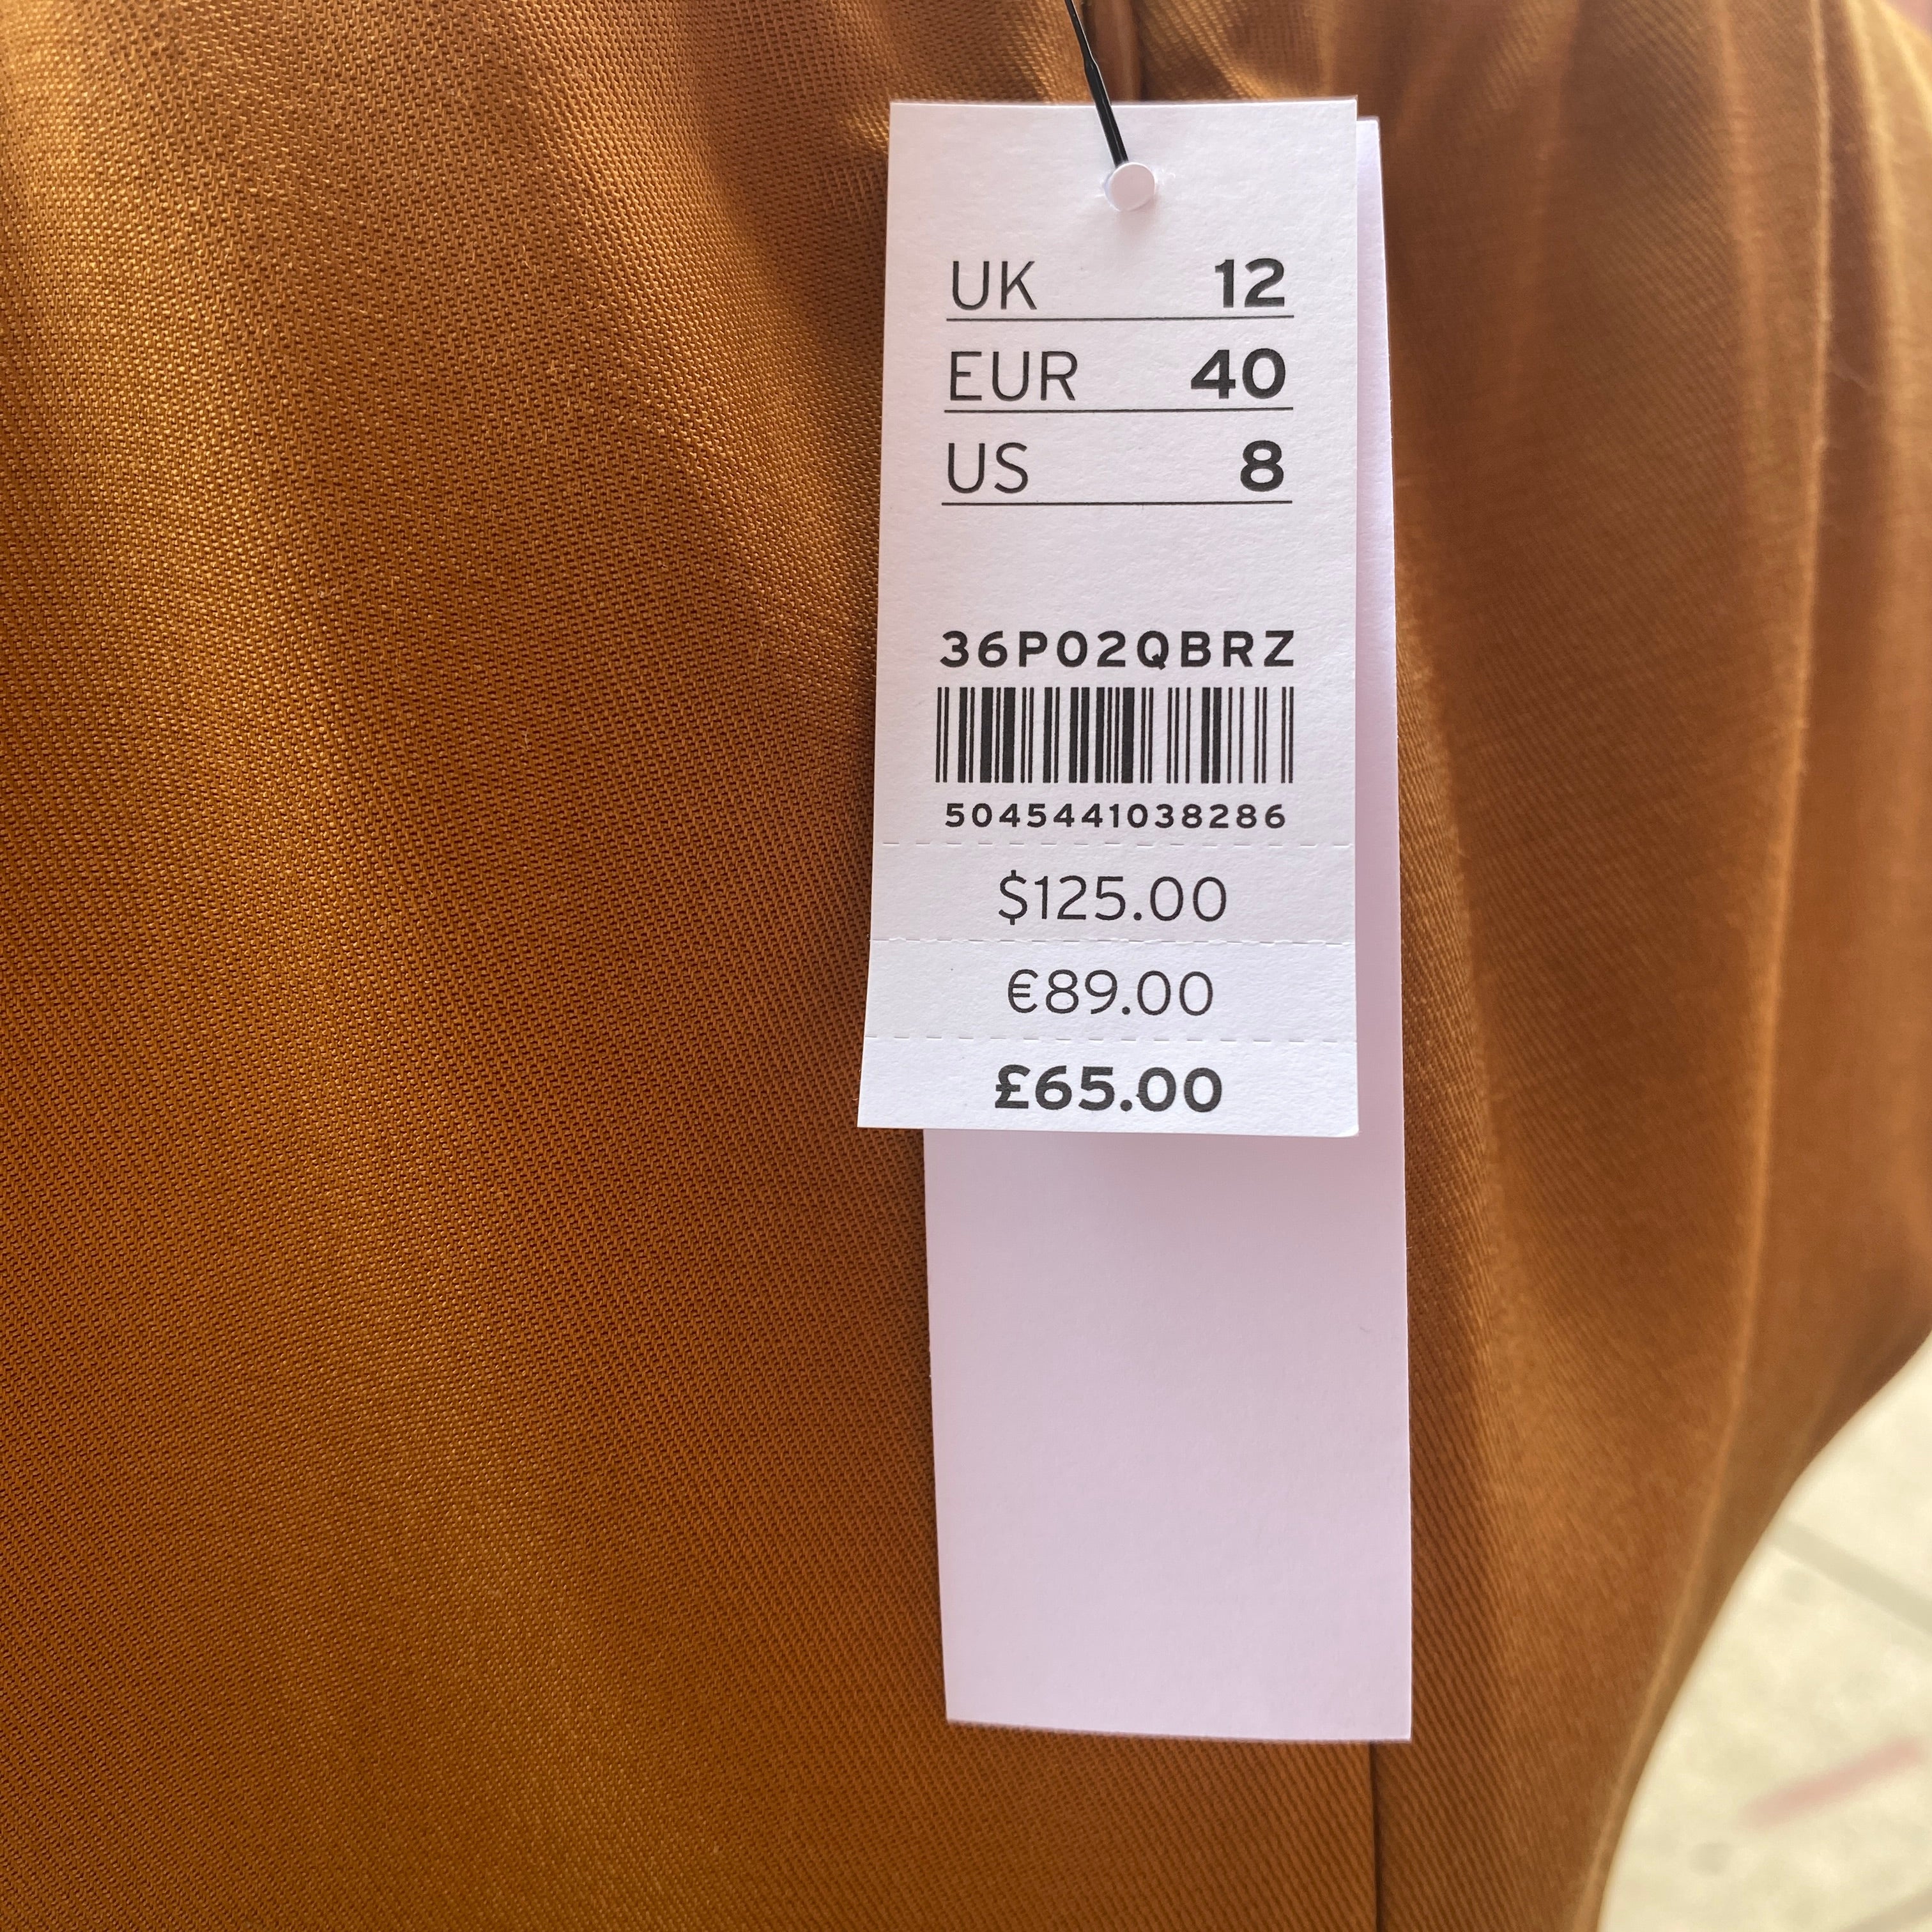 UK 12
EUR 40
US 8
36P02QBRZ
5045441038286
$125.00
€89.00
£65.00